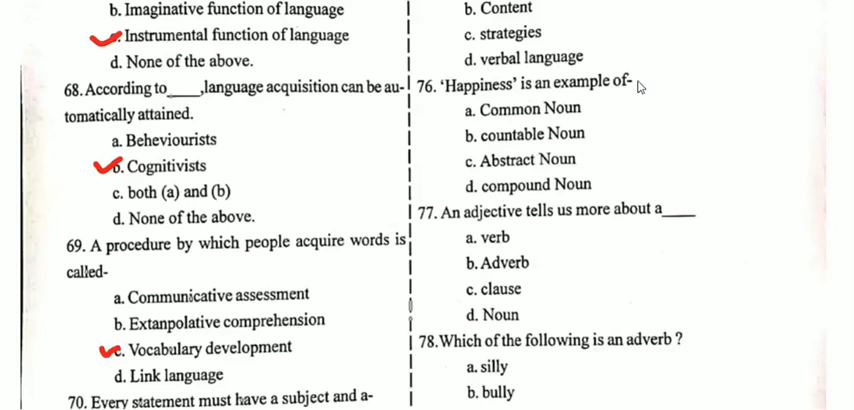 b. Imaginative function of language
c. Instrumental function of language
d. None of the above.
68. According to____,language acquisition can be au-
tomatically attained.
a. Beheviourists
b. Cognitivists
c. both (a) and (b)
d. None of the above.
69. A procedure by which people acquire words is
called-
a. Communicative assessment
b. Extanpolative comprehension
c. Vocabulary development
d. Link language
70. Every statement must have a subject and a-
b. Content
c. strategies
d. verbal language
76. ‘Happiness’ is an example of-
a. Common Noun
b. countable Noun
c. Abstract Noun
d. compound Noun
77. An adjective tells us more about a____
a. verb
b. Adverb
c. clause
d. Noun
78.Which of the following is an adverb ?
a. silly
b. bully